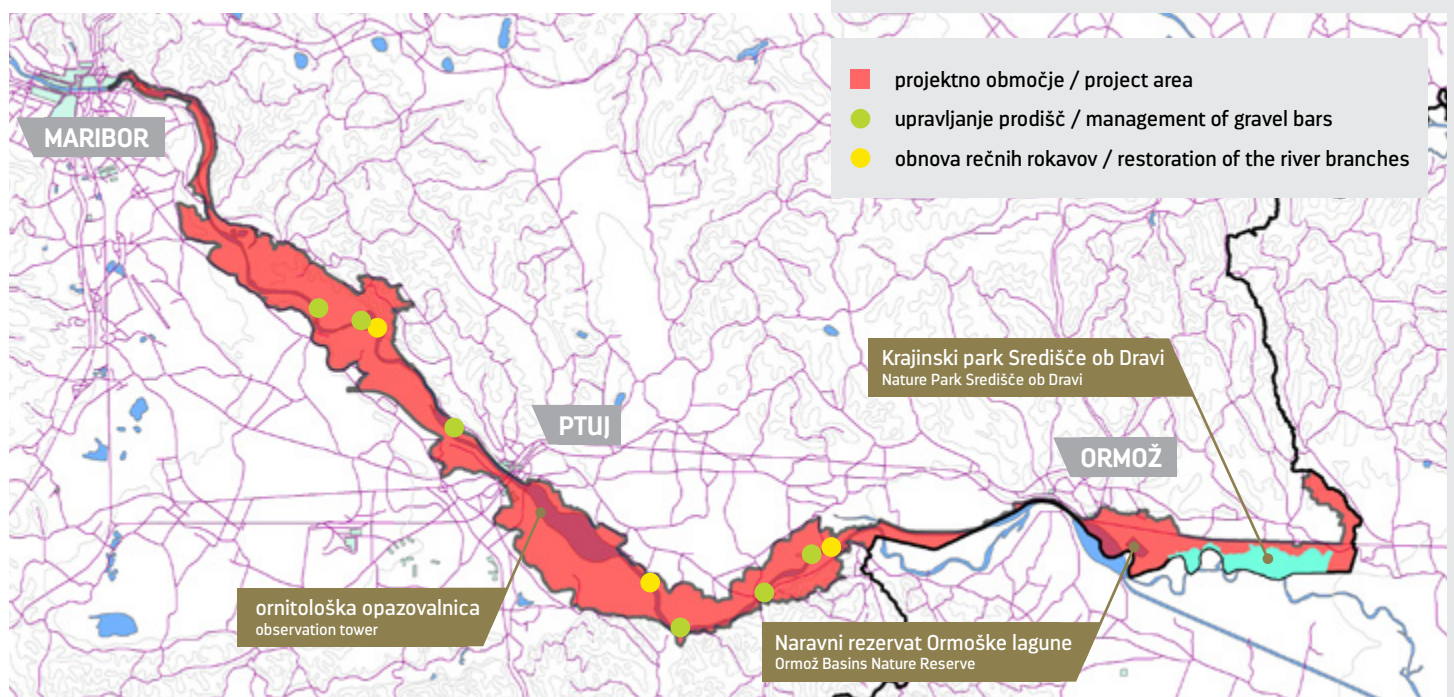 projektno območje / project area
upravljanje prodišč / management of gravel bars
obnova rečnih rokavov / restoration of the river branches
MARIBOR
Krajinski park Središče ob Dravi
Nature Park Središče ob Dravi
PTUJ
ORMOŽ
ornitološka opazovalnica
observation tower
Naravni rezervat Ormoške lagune
Ormož Basins Nature Reserve